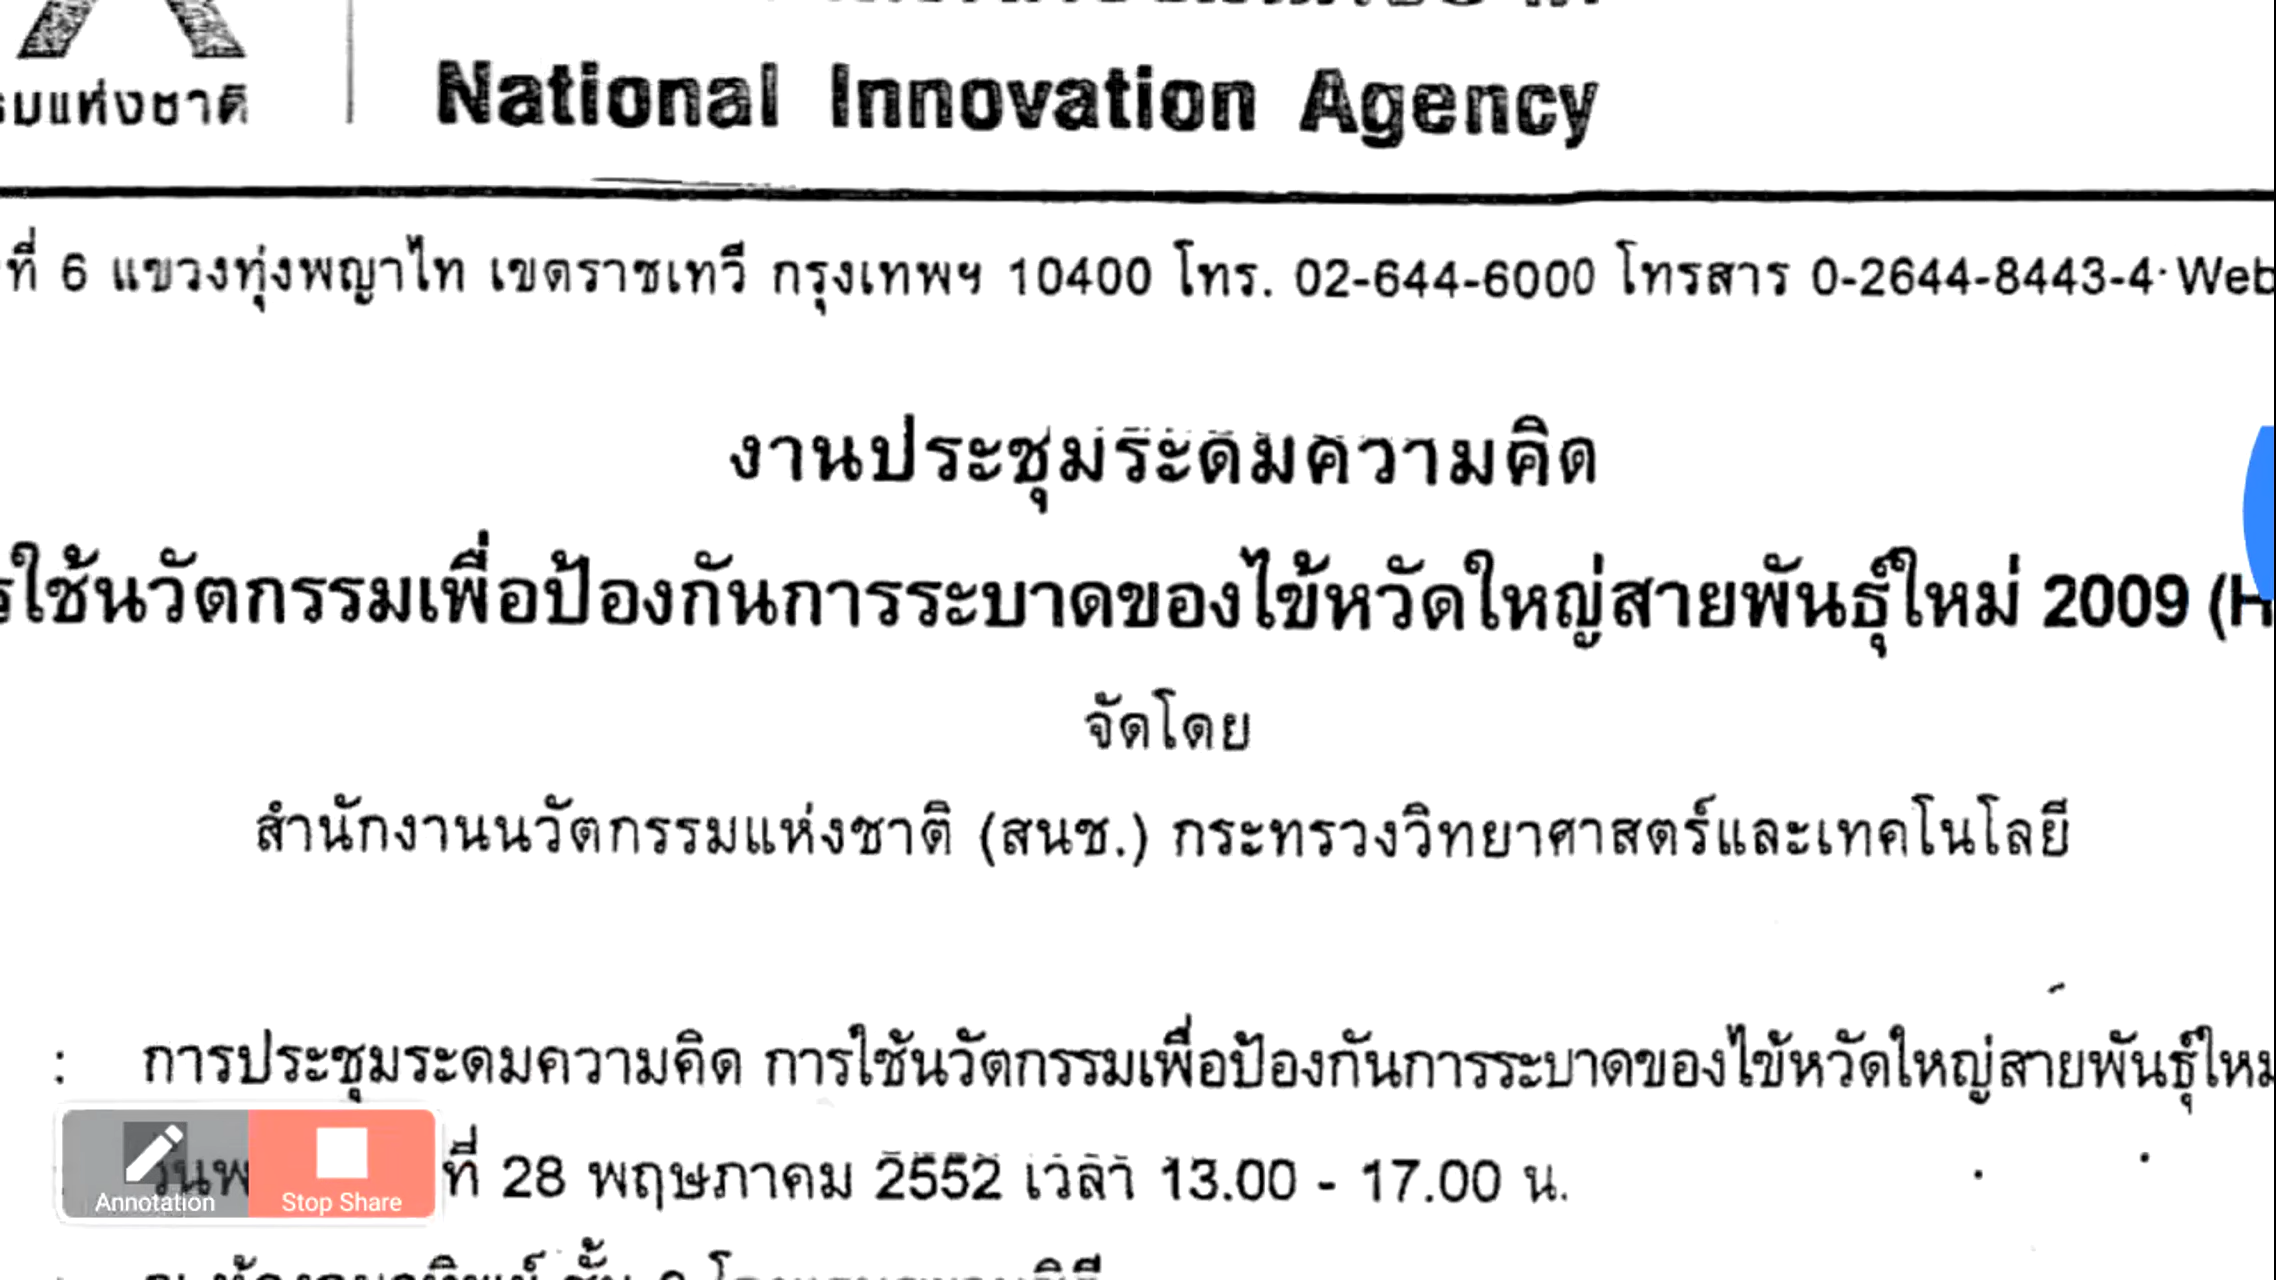 National Innovation Agency
รมแห่งชาติ
ที่ 6 แขวงทุ่งพญาไท เขตราชเทวี กรุงเทพฯ 10400 โทร. 02-644-6000 โทรสาร 0-2644-8443-4 Web
งานประชุมระดมความคิด
รใช้นวัตกรรมเพื่อป้องกันการระบาดของไข้หวัดใหญ่สายพันธุ์ใหม่ 2009 (H
จัดโดย
สำนักงานนวัตกรรมแห่งชาติ (สนช.) กระทรวงวิทยาศาสตร์และเทคโนโลยี
: การประชุมระดมความคิด การใช้นวัตกรรมเพื่อป้องกันการระบาดของไข้หวัดใหญ่สายพันธุ์ใหม
วันพ ที่ 28 พฤษภาคม 2552 เวลา 13.00 - 17.00 น.
Annotation Stop Share
ชั้น